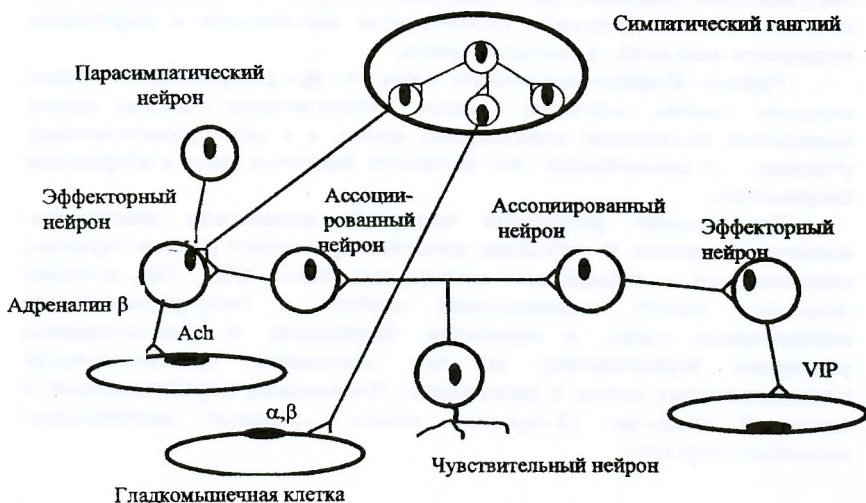 Симпатический ганглий
Парасимпатический
нейрон
Эффекторный
нейрон
Ассоции-
рованный
нейрон
Ассоциированный
нейрон
Эффекторный
нейрон
Адреналин β
Ach
VIP
α,β
Чувствительный нейрон
Гладкомышечная клетка